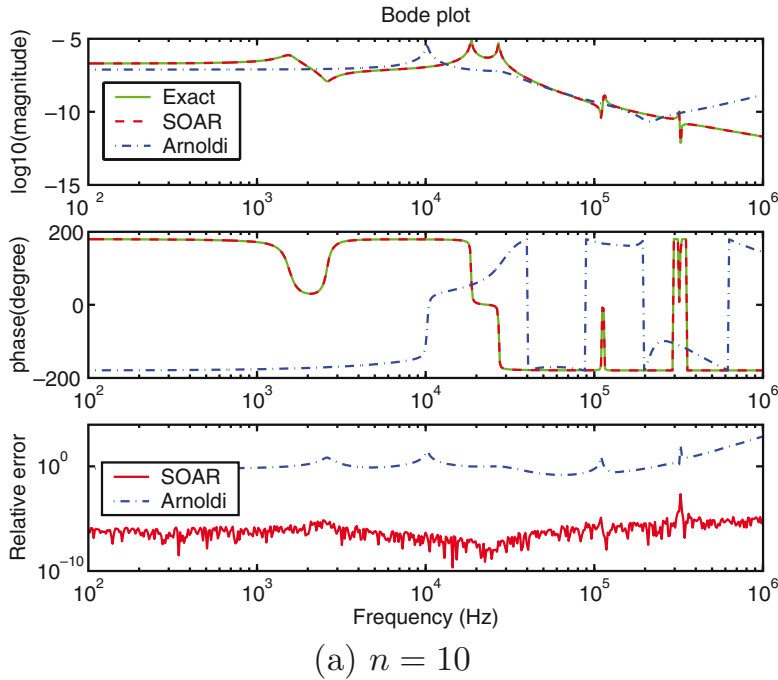 Bode plot
log10(magnitude)
−5
−10
−15
Exact
SOAR
Arnoldi
10 2
10 3
10 4
10 5
10 6
phase(degree)
200
0
−200
10 2
10 3
10 4
10 5
10 6
Relative error
10 0
10 −10
SOAR
Arnoldi
10 2
10 3
10 4
10 5
10 6
Frequency (Hz)
(a) n = 10